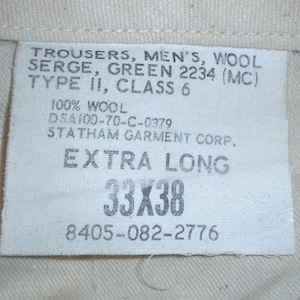 TROUSERS, MEN'S, WOOL
SERGE, GREEN 2234 (MC)
TYPE II, CLASS 6
100% WOOL
DSA100-70-C-0379
STATHAM GARMENT CORP.
EXTRA LONG
33X38
8405-082-2776